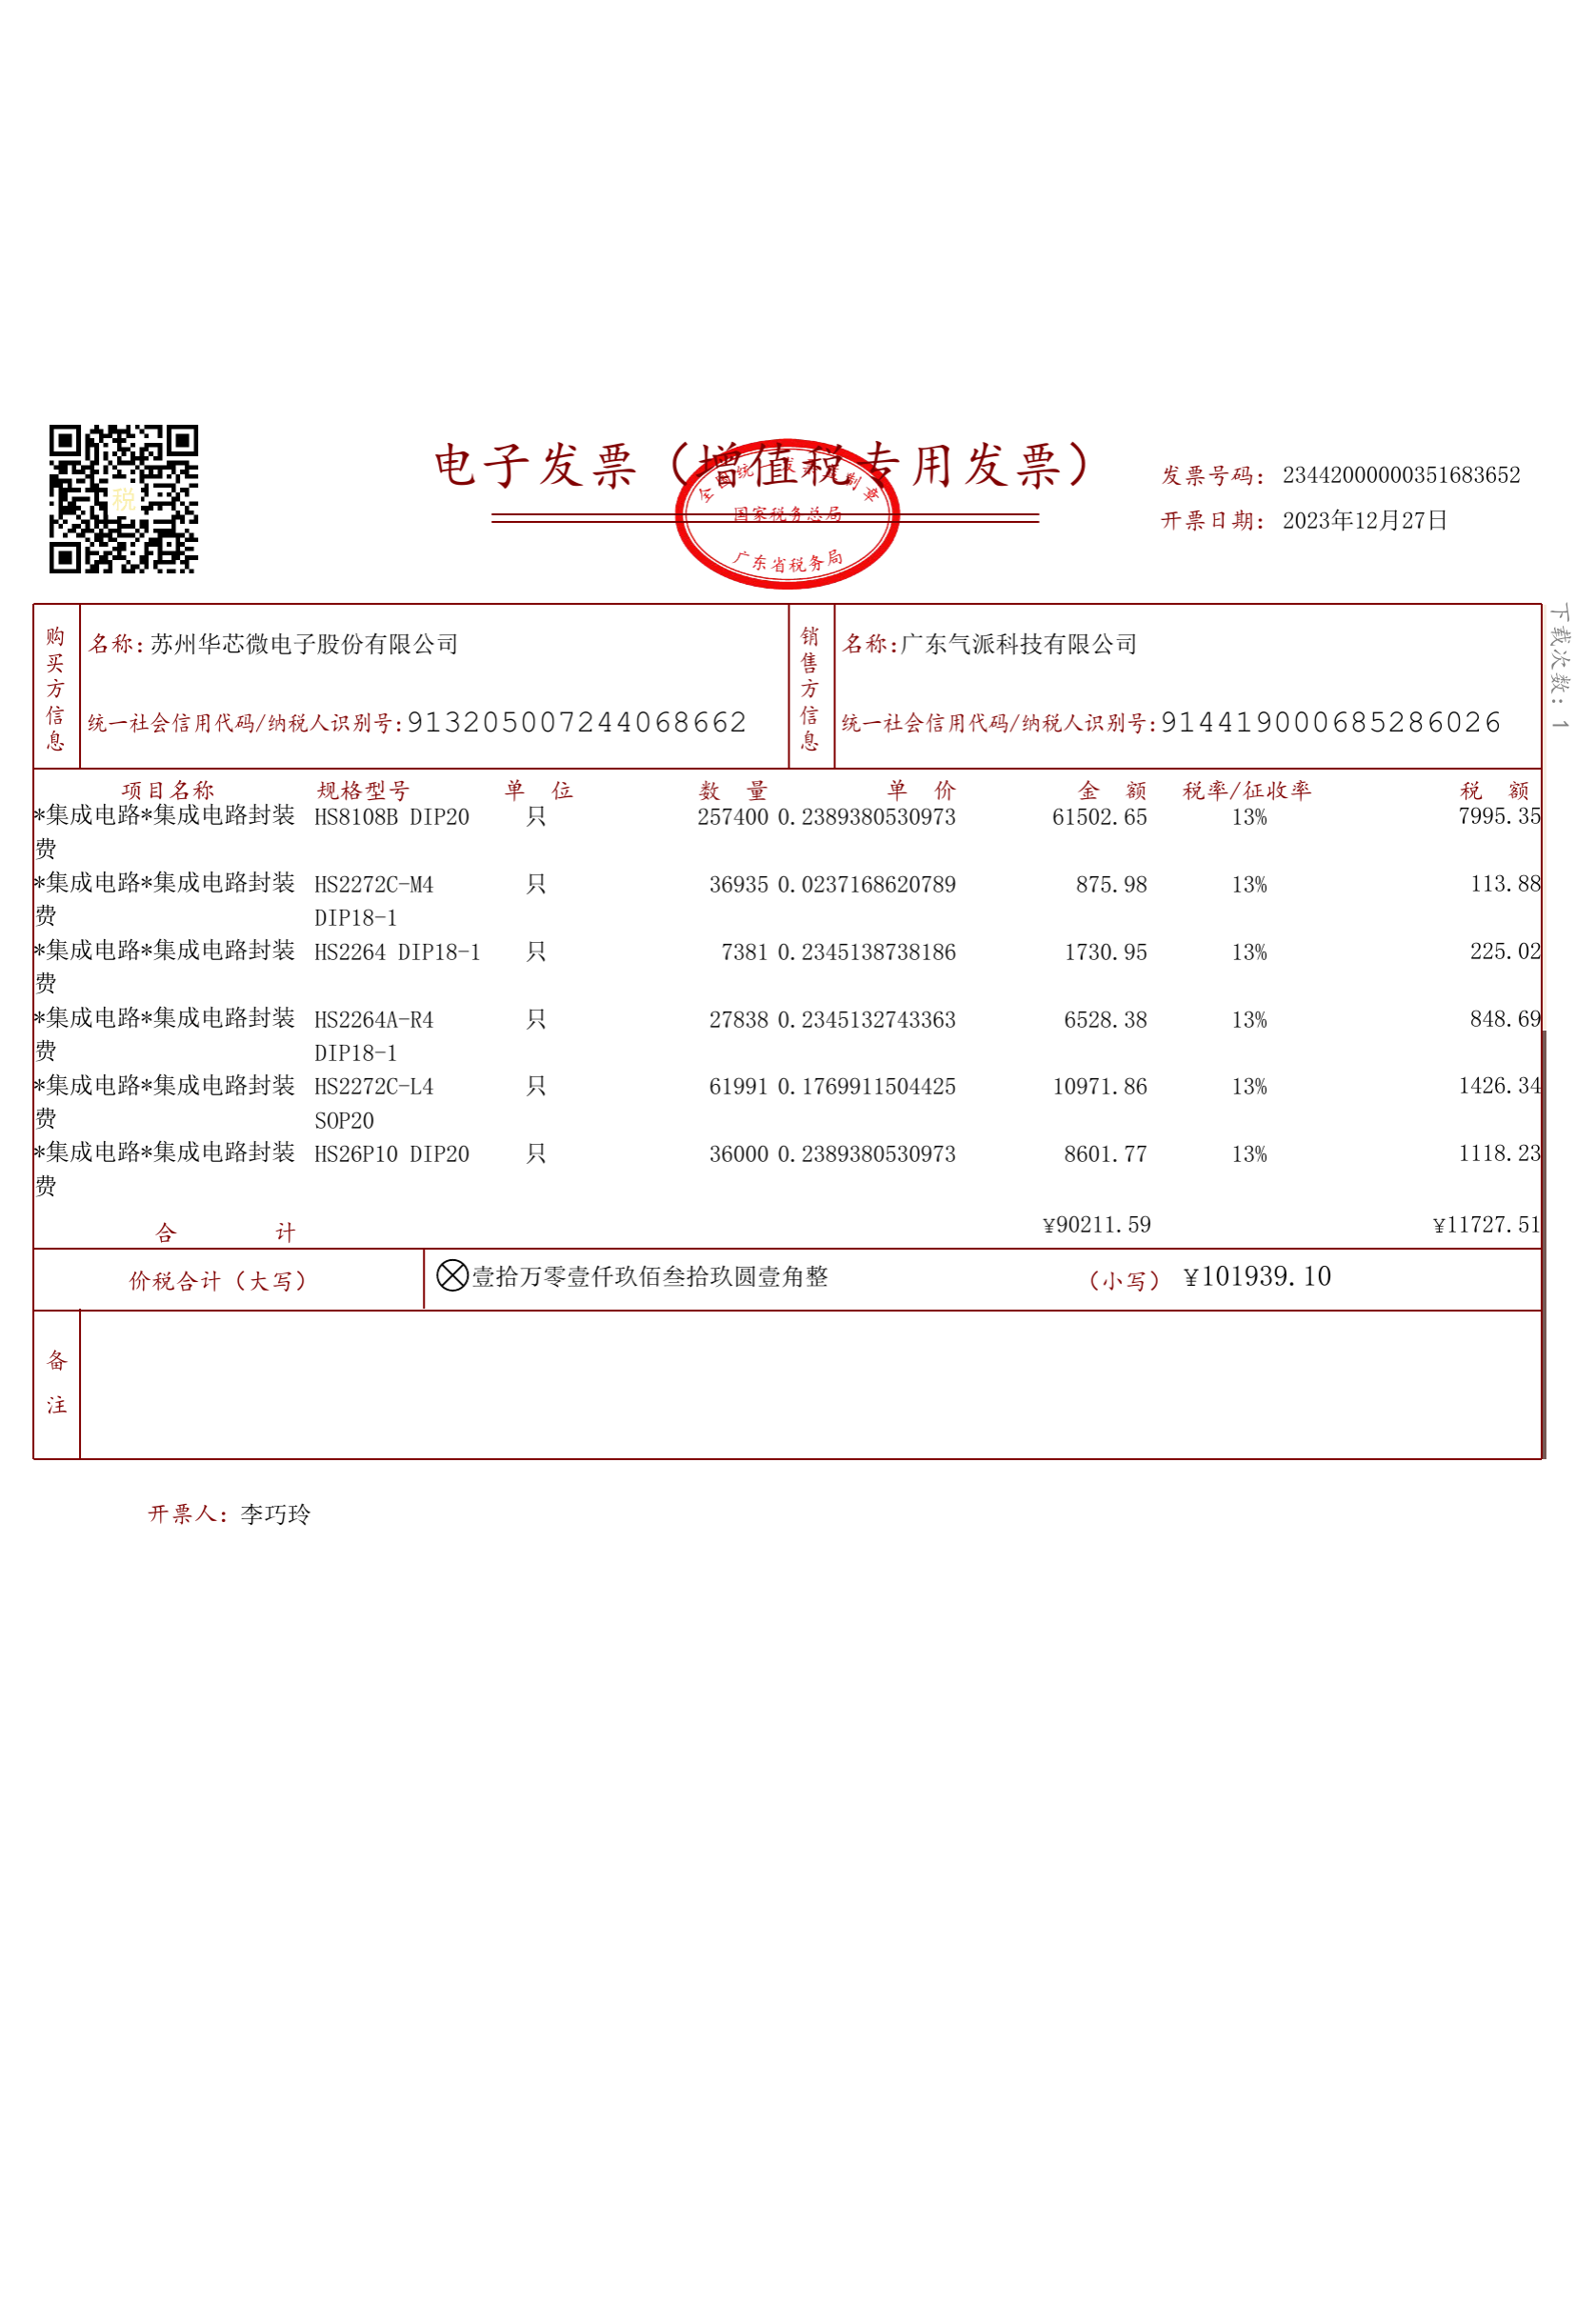 电子发票（增值税专用发票）
全国统一发票监制章
国家税务总局
广东省税务局
税
发票号码：23442000000351683652
开票日期：2023年12月27日
下载次数：1
购买方信息
名称：苏州华芯微电子股份有限公司
统一社会信用代码/纳税人识别号：913205007244068662
销售方信息
名称：广东气派科技有限公司
统一社会信用代码/纳税人识别号：914419000685286026
项目名称 规格型号 单 位 数 量 单 价 金 额 税率/征收率 税 额
*集成电路*集成电路封装 HS8108B DIP20 只 257400 0.2389380530973 61502.65 13% 7995.35
费
*集成电路*集成电路封装 HS2272C-M4 只 36935 0.0237168620789 875.98 13% 113.88
费 DIP18-1
*集成电路*集成电路封装 HS2264 DIP18-1 只 7381 0.2345138738186 1730.95 13% 225.02
费
*集成电路*集成电路封装 HS2264A-R4 只 27838 0.2345132743363 6528.38 13% 848.69
费 DIP18-1
*集成电路*集成电路封装 HS2272C-L4 只 61991 0.1769911504425 10971.86 13% 1426.34
费 SOP20
*集成电路*集成电路封装 HS26P10 DIP20 只 36000 0.2389380530973 8601.77 13% 1118.23
费
合 计 ¥90211.59 ¥11727.51
价税合计（大写） 壹拾万零壹仟玖佰叁拾玖圆壹角整 （小写） ¥101939.10
备注
开票人：李巧玲